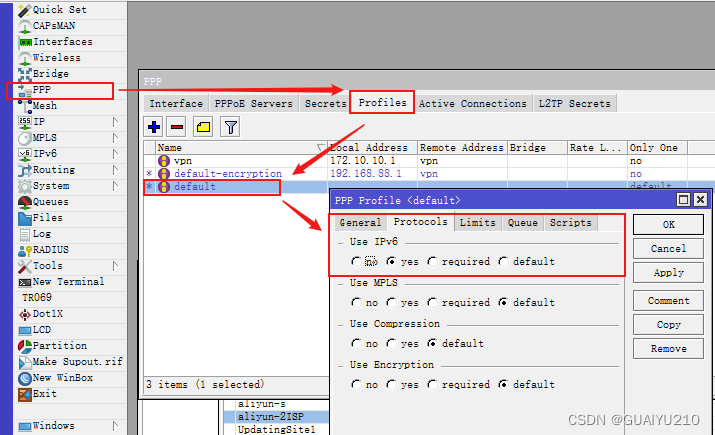 Quick Set
CAPsMAN
Interfaces
Wireless
Bridge
PPP
Mesh
IP
MPLS
IPv6
Routing
System
Queues
Files
Log
RADIUS
Tools
New Terminal
TR069
Dot1X
LCD
Partition
Make Supout.rif
New WinBox
Exit
Windows
PPP
Interface PPPoE Servers Secrets Profiles Active Connections L2TP Secrets
Name Local Address Remote Address Bridge Rate L... Only One
vpn 172.10.10.1 vpn no
* default-encryption 192.168.88.1 vpn no
* default default
3 items (1 selected)
PPP Profile <default>
General Protocols Limits Queue Scripts
Use IPv6
no yes required default
Use MPLS
no yes required default
Use Compression
no yes default
Use Encryption
no yes required default
OK
Cancel
Apply
Comment
Copy
Remove
aliyun-s
aliyun-2ISP
UpdatingSite1
CSDN @GUAIYU210